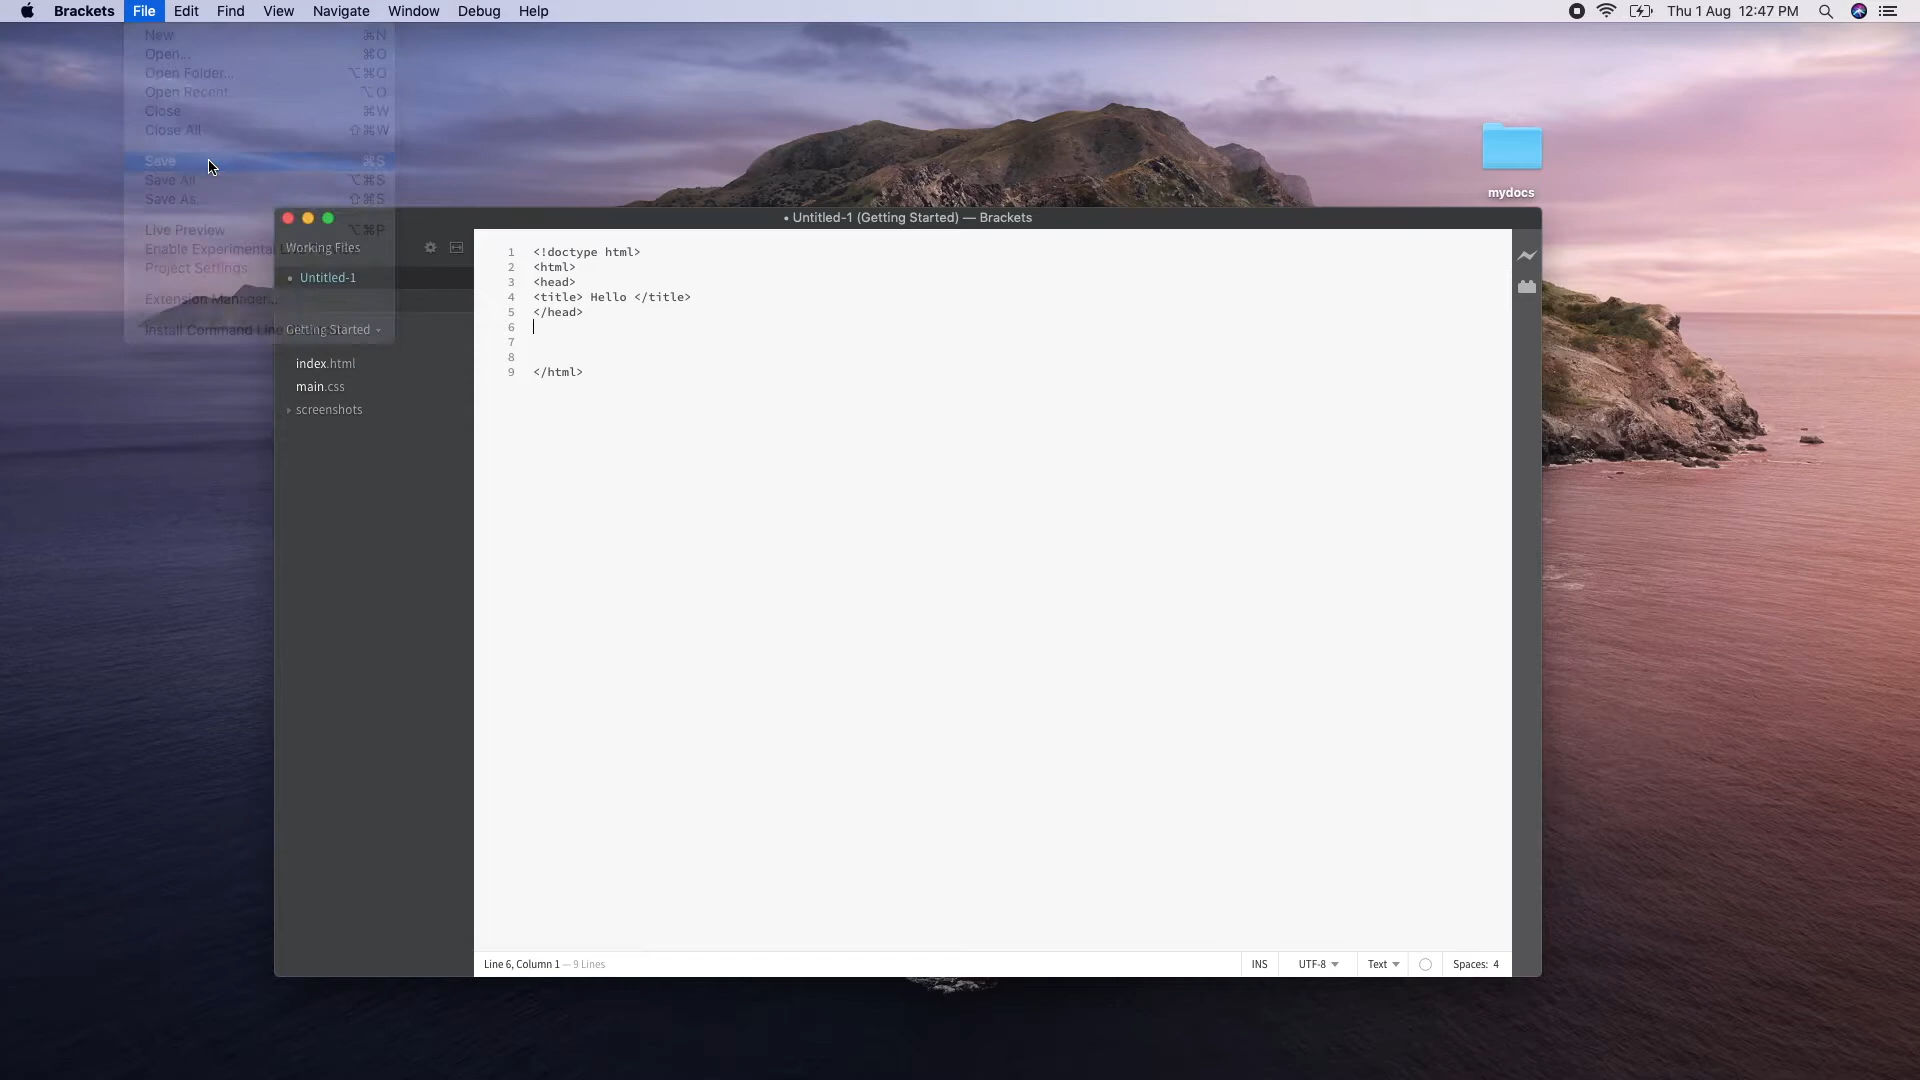 Brackets File Edit Find View Navigate Window Debug Help
Thu 1 Aug 12:47 PM
New ⌘N
Open... ⌘O
Open Folder... ⌥⌘O
Open Recent ⌥O
Close ⌘W
Close All ⇧⌘W
Save ⌘S
Save All ⌥⌘S
Save As ⇧⌘S
Live Preview ⌥⌘P
Enable Experimental
Project Settings
Extension Manager...
Install Command Line
mydocs
• Untitled-1 (Getting Started) — Brackets
Working Files
• Untitled-1
Getting Started
index.html
main.css
screenshots
1 <!doctype html>
2 <html>
3 <head>
4 <title> Hello </title>
5 </head>
6
7
8
9 </html>
Line 6, Column 1 — 9 Lines
INS
UTF-8
Text
Spaces: 4